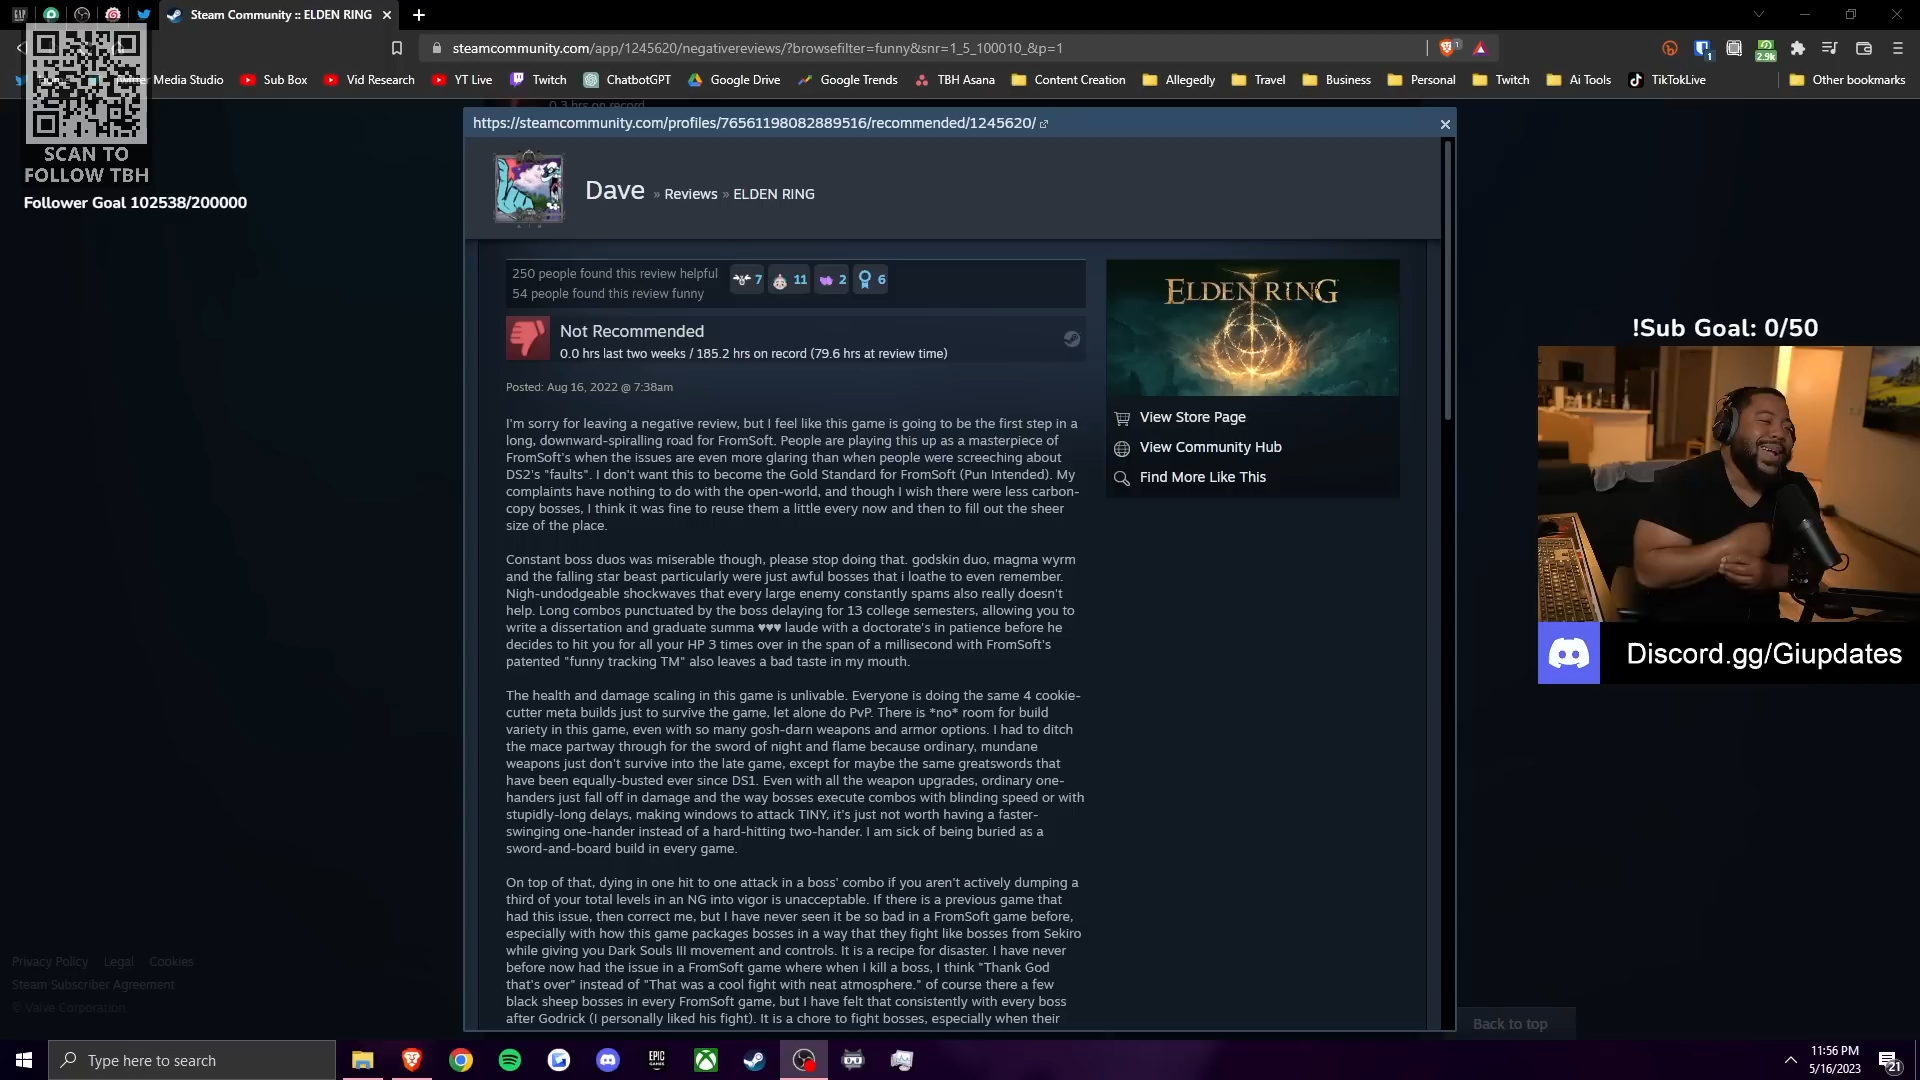 Steam Community :: ELDEN RING
steamcommunity.com/app/1245620/negativereviews/?browsefilter=funny&snr=1_5_100010_&p=1
1
1
2.9k
Media Studio
Sub Box
Vid Research
YT Live
Twitch
ChatbotGPT
Google Drive
Google Trends
TBH Asana
Content Creation
Allegedly
Travel
Business
Personal
Twitch
Ai Tools
TikTokLive
Other bookmarks
SCAN TO
FOLLOW TBH
Follower Goal 102538/200000
0.3 hrs on record
https://steamcommunity.com/profiles/76561198082889516/recommended/1245620/
Dave » Reviews » ELDEN RING
250 people found this review helpful
54 people found this review funny
7
11
2
6
Not Recommended
0.0 hrs last two weeks / 185.2 hrs on record (79.6 hrs at review time)
Posted: Aug 16, 2022 @ 7:38am
I'm sorry for leaving a negative review, but I feel like this game is going to be the first step in a
long, downward-spiralling road for FromSoft. People are playing this up as a masterpiece of
FromSoft's when the issues are even more glaring than when people were screeching about
DS2's "faults". I don't want this to become the Gold Standard for FromSoft (Pun Intended). My
complaints have nothing to do with the open-world, and though I wish there were less carbon-
copy bosses, I think it was fine to reuse them a little every now and then to fill out the sheer
size of the place.
Constant boss duos was miserable though, please stop doing that. godskin duo, magma wyrm
and the falling star beast particularly were just awful bosses that i loathe to even remember.
Nigh-undodgeable shockwaves that every large enemy constantly spams also really doesn't
help. Long combos punctuated by the boss delaying for 13 college semesters, allowing you to
write a dissertation and graduate summa ♥♥♥ laude with a doctorate's in patience before he
decides to hit you for all your HP 3 times over in the span of a millisecond with FromSoft's
patented "funny tracking TM" also leaves a bad taste in my mouth.
The health and damage scaling in this game is unlivable. Everyone is doing the same 4 cookie-
cutter meta builds just to survive the game, let alone do PvP. There is *no* room for build
variety in this game, even with so many gosh-darn weapons and armor options. I had to ditch
the mace partway through for the sword of night and flame because ordinary, mundane
weapons just don't survive into the late game, except for maybe the same greatswords that
have been equally-busted ever since DS1. Even with all the weapon upgrades, ordinary one-
handers just fall off in damage and the way bosses execute combos with blinding speed or with
stupidly-long delays, making windows to attack TINY, it's just not worth having a faster-
swinging one-hander instead of a hard-hitting two-hander. I am sick of being buried as a
sword-and-board build in every game.
On top of that, dying in one hit to one attack in a boss' combo if you aren't actively dumping a
third of your total levels in an NG into vigor is unacceptable. If there is a previous game that
had this issue, then correct me, but I have never seen it be so bad in a FromSoft game before,
especially with how this game packages bosses in a way that they fight like bosses from Sekiro
while giving you Dark Souls III movement and controls. It is a recipe for disaster. I have never
before now had the issue in a FromSoft game where when I kill a boss, I think "Thank God
that's over" instead of "That was a cool fight with neat atmosphere." of course there a few
black sheep bosses in every FromSoft game, but I have felt that consistently with every boss
after Godrick (I personally liked his fight). It is a chore to fight bosses, especially when their
ELDEN RING
View Store Page
View Community Hub
Find More Like This
!Sub Goal: 0/50
Discord.gg/Giupdates
Privacy Policy
Legal
Cookies
Steam Subscriber Agreement
© Valve Corporation
Back to top
Type here to search
EPIC
GAMES
11:56 PM
5/16/2023
21